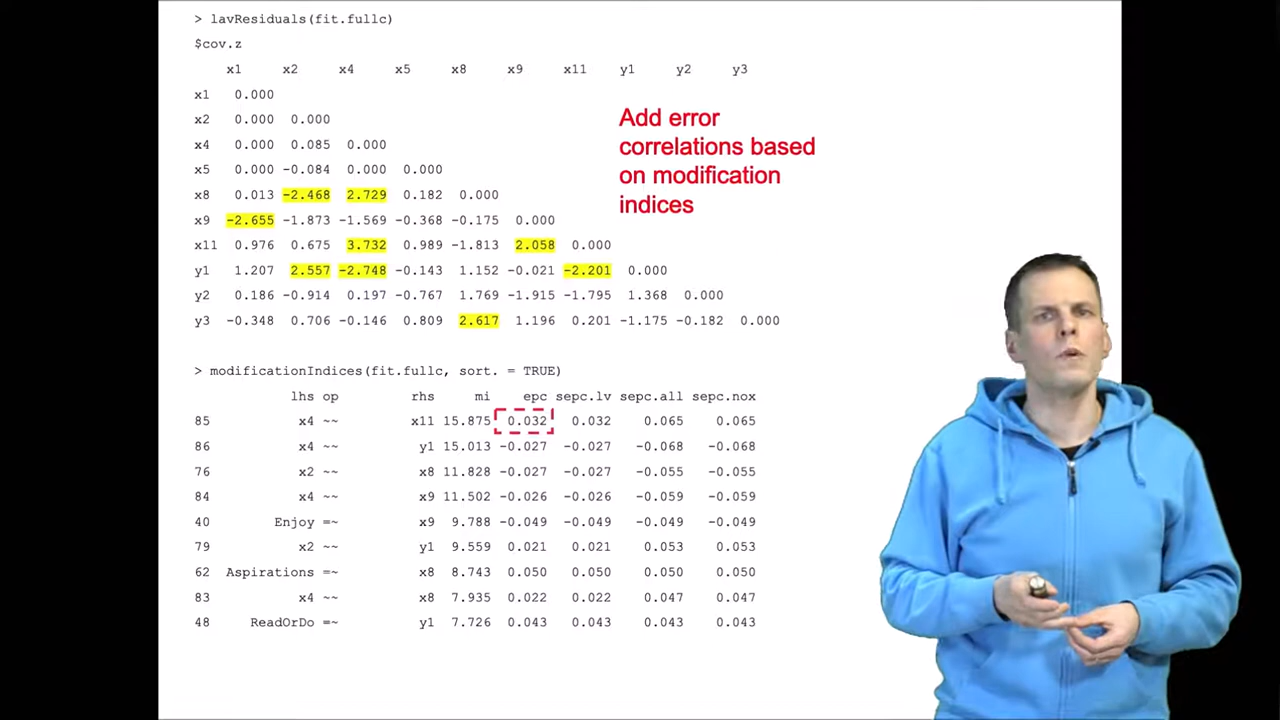 > lavResiduals(fit.fullc)
$cov.z
x1 x2 x4 x5 x8 x9 x11 y1 y2 y3
x1 0.000
x2 0.000 0.000
x4 0.000 0.085 0.000
x5 0.000 -0.084 0.000 0.000
x8 0.013 -2.468 2.729 0.182 0.000
x9 -2.655 -1.873 -1.569 -0.368 -0.175 0.000
x11 0.976 0.675 3.732 0.989 -1.813 2.058 0.000
y1 1.207 2.557 -2.748 -0.143 1.152 -0.021 -2.201 0.000
y2 0.186 -0.914 0.197 -0.767 1.769 -1.915 -1.795 1.368 0.000
y3 -0.348 0.706 -0.146 0.809 2.617 1.196 0.201 -1.175 -0.182 0.000
Add error
correlations based
on modification
indices
> modificationIndices(fit.fullc, sort. = TRUE)
lhs op rhs mi epc sepc.lv sepc.all sepc.nox
85 x4 ~~ x11 15.875 0.032 0.032 0.065 0.065
86 x4 ~~ y1 15.013 -0.027 -0.027 -0.068 -0.068
76 x2 ~~ x8 11.828 -0.027 -0.027 -0.055 -0.055
84 x4 ~~ x9 11.502 -0.026 -0.026 -0.059 -0.059
40 Enjoy =~ x9 9.788 -0.049 -0.049 -0.049 -0.049
79 x2 ~~ y1 9.559 0.021 0.021 0.053 0.053
62 Aspirations =~ x8 8.743 0.050 0.050 0.050 0.050
83 x4 ~~ x8 7.935 0.022 0.022 0.047 0.047
48 ReadOrDo =~ y1 7.726 0.043 0.043 0.043 0.043